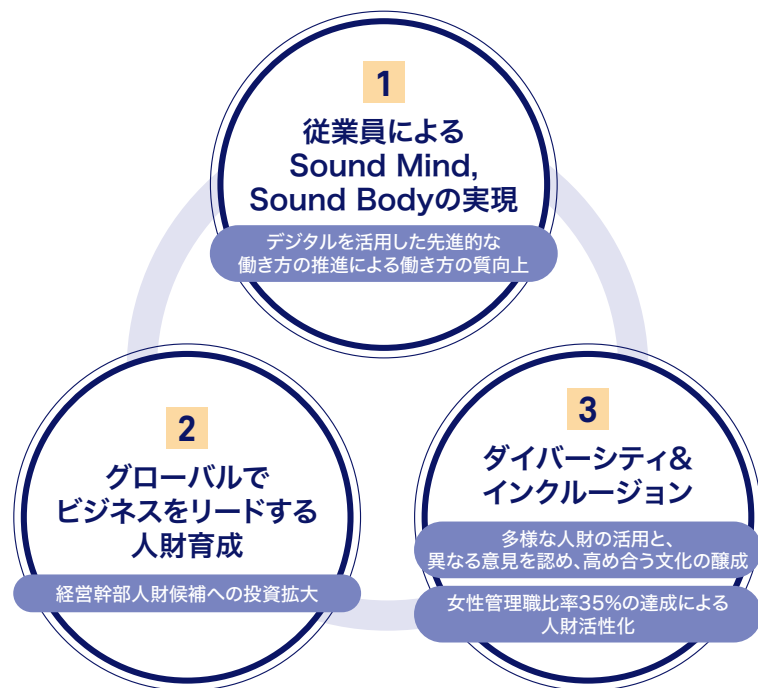 1
従業員による
Sound Mind,
Sound Bodyの実現
デジタルを活用した先進的な
働き方の推進による働き方の質向上
2
グローバルで
ビジネスをリードする
人財育成
経営幹部人財候補への投資拡大
3
ダイバーシティ&
インクルージョン
多様な人財の活用と、
異なる意見を認め、高め合う文化の醸成
女性管理職比率35%の達成による
人財活性化